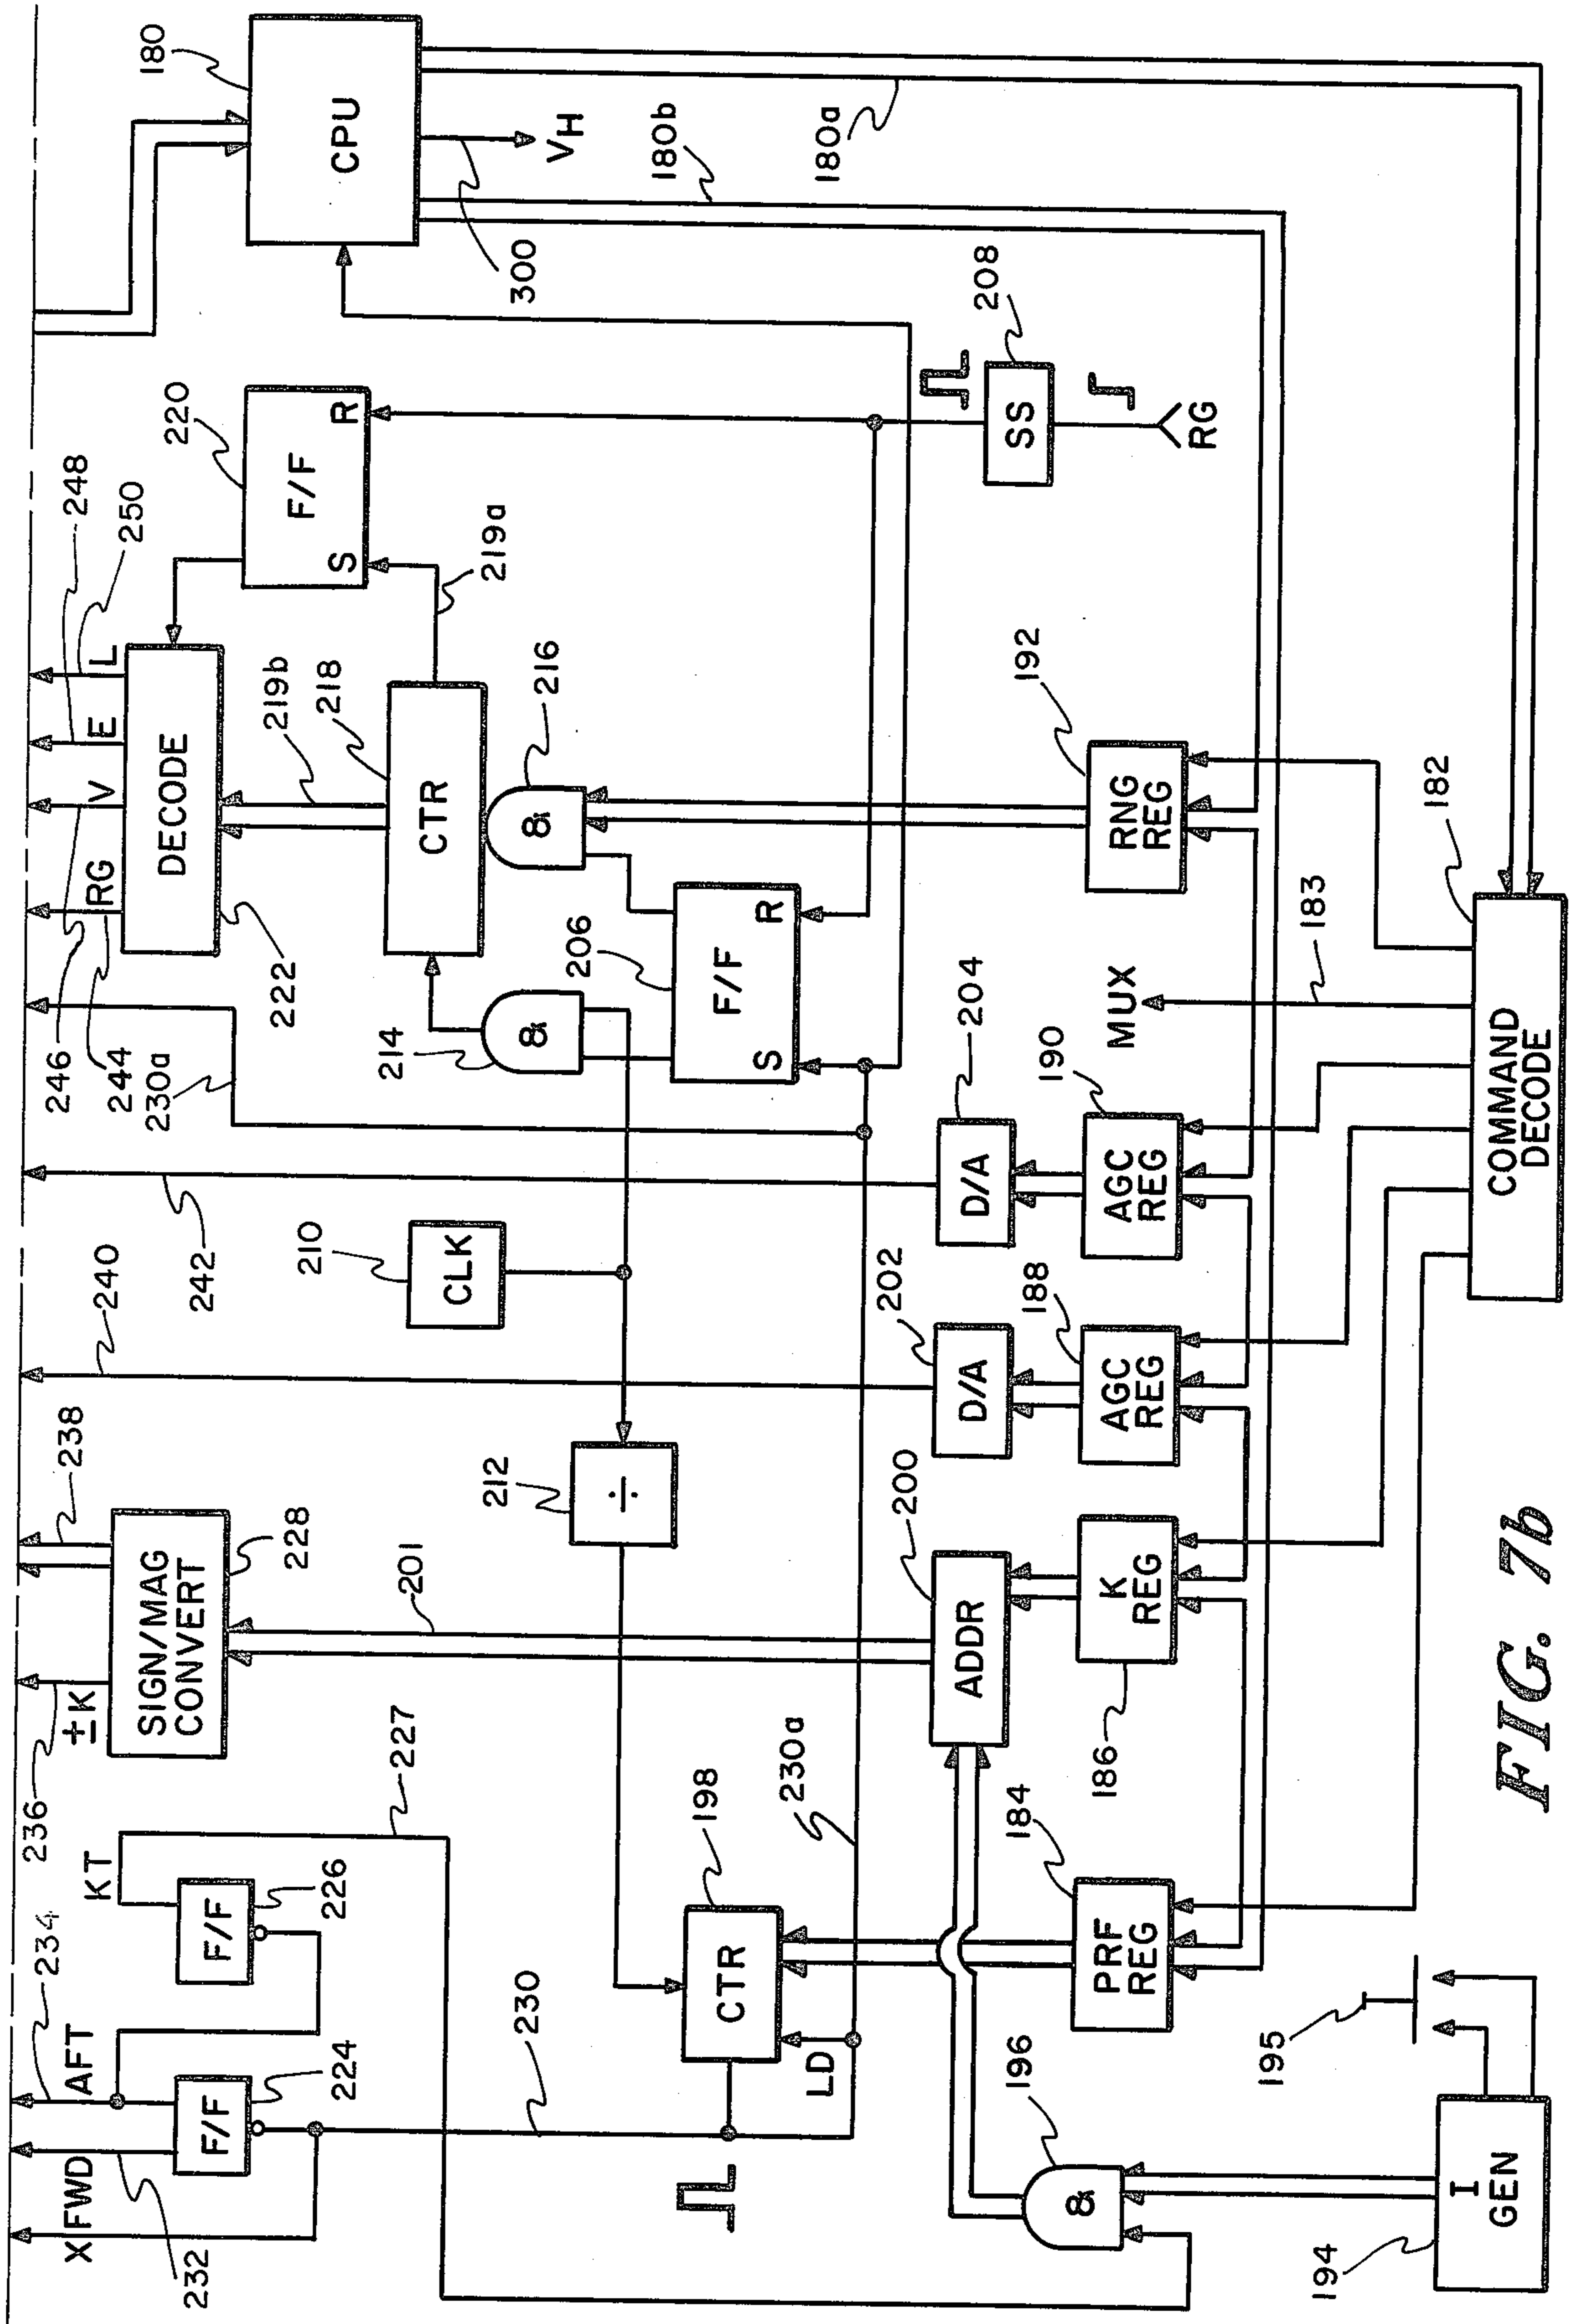 X
FWD
AFT
234
232
F/F
224
KT
F/F
226
227
236
±K
238
SIGN/MAG
CONVERT
228
240
242
230a
244
246
RG
V
E
L
248
250
DECODE
222
220
F/F
S
R
180
CPU
300
VH
180b
180a
219b
218
219a
CTR
210
CLK
214
&
216
&
206
F/F
S
R
212
÷
201
230
198
CTR
LD
230a
200
ADDR
202
D/A
204
D/A
208
SS
RG
196
&
184
PRF
REG
186
K
REG
188
AGC
REG
190
AGC
REG
192
RNG
REG
MUX
183
195
194
I
GEN
182
COMMAND
DECODE
FIG. 7b